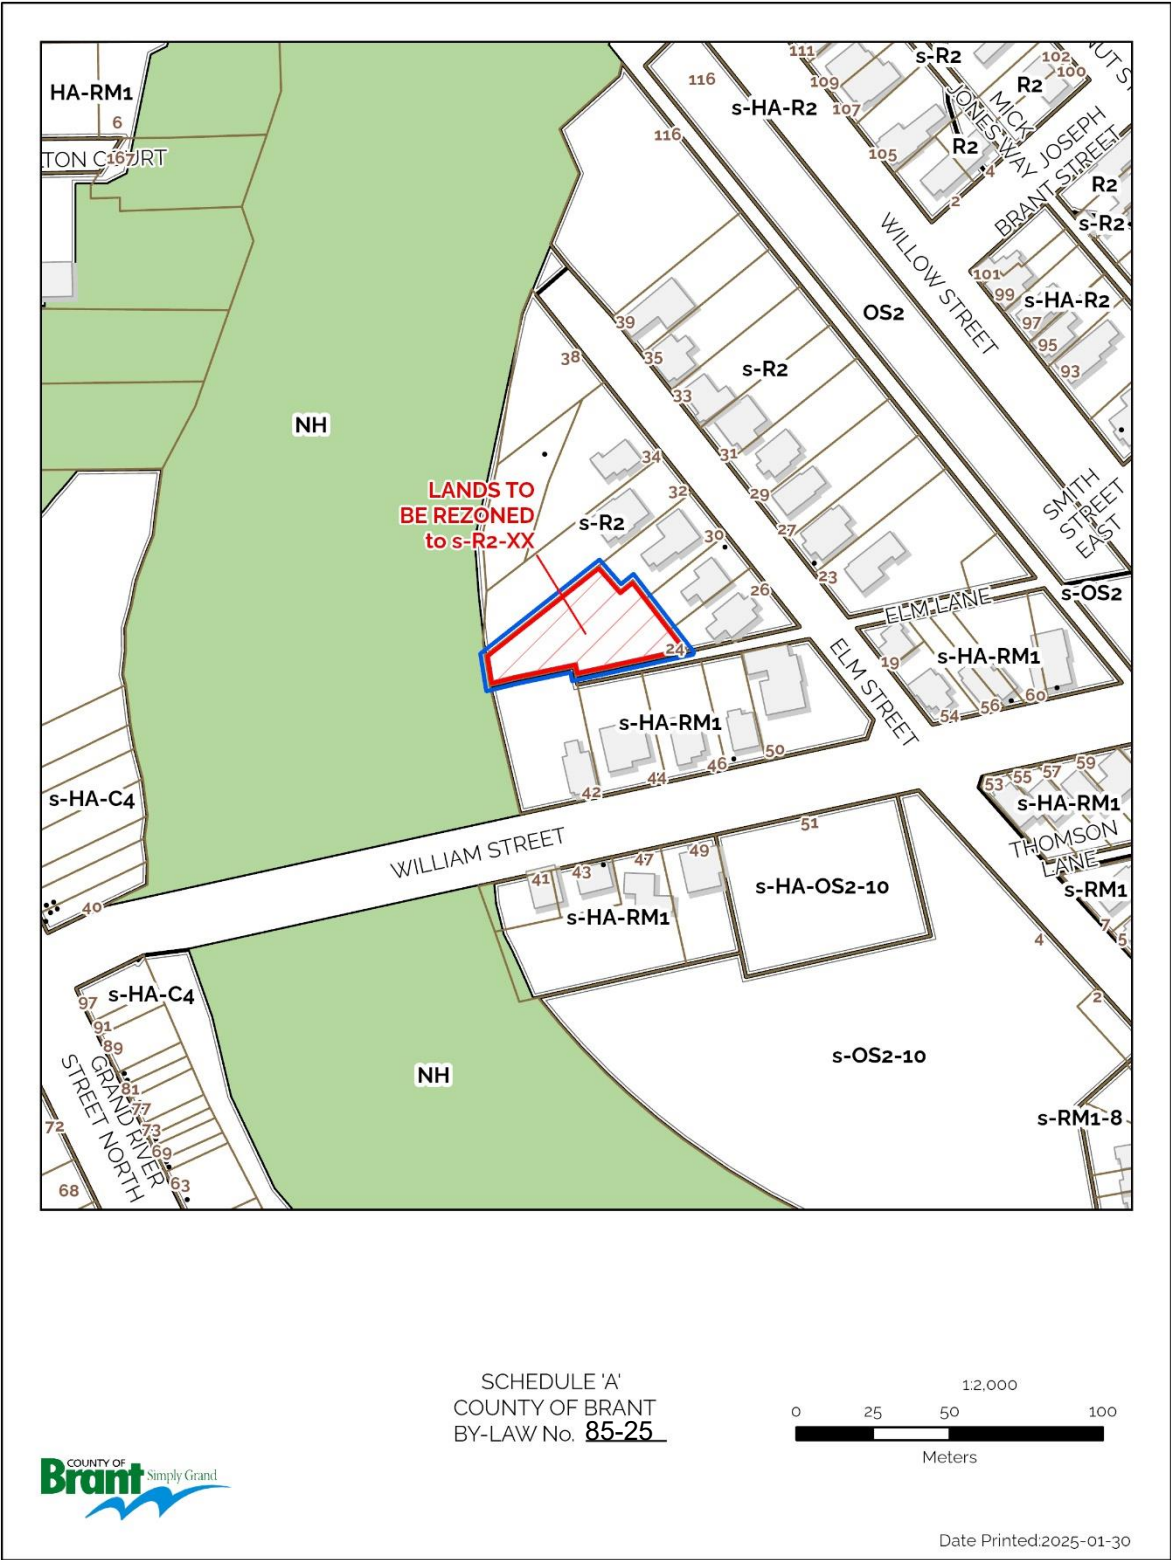 HA-RM1
6
167
116
s-HA-R2
116
111
109
107
105
s-R2
R2
102
100
MICK
JONES WAY
R2
4
2
JOSEPH
BRANT STREET
R2
s-R2
WILLOW STREET
101
99
97
95
93
s-HA-R2
OS2
39
38
35
33
s-R2
31
29
27
23
34
32
30
26
24
NH
LANDS TO
BE REZONED
to s-R2-XX
s-R2
SMITH
STREET
EAST
s-OS2
ELM LANE
ELM STREET
19
s-HA-RM1
54
56
60
s-HA-RM1
42
44
46
50
s-HA-C4
40
WILLIAM STREET
41
43
47
49
51
s-HA-RM1
s-HA-OS2-10
53
55
57
59
s-HA-RM1
THOMSON
LANE
s-RM1
7
5
4
2
s-HA-C4
97
91
89
81
77
73
69
63
GRAND RIVER
STREET NORTH
72
68
NH
s-OS2-10
s-RM1-8
SCHEDULE 'A'
COUNTY OF BRANT
BY-LAW No. 85-25
1:2,000
0 25 50 100
Meters
COUNTY OF
Brant Simply Grand
Date Printed:2025-01-30